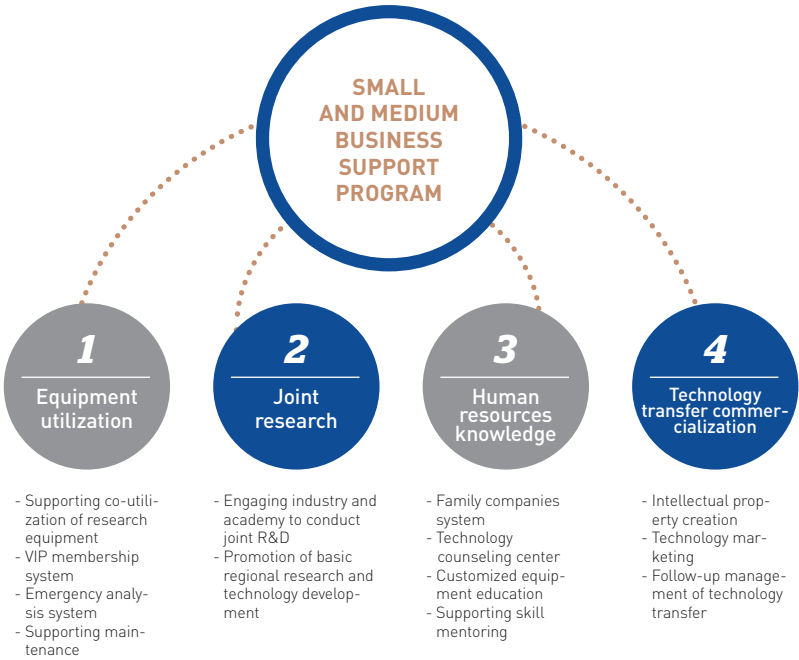 SMALL
AND MEDIUM
BUSINESS
SUPPORT
PROGRAM
1
Equipment
utilization
- Supporting co-utili-
zation of research
equipment
- VIP membership
system
- Emergency analy-
sis system
- Supporting main-
tenance
2
Joint
research
- Engaging industry and
academy to conduct
joint R&D
- Promotion of basic
regional research and
technology develop-
ment
3
Human
resources
knowledge
- Family companies
system
- Technology
counseling center
- Customized equip-
ment education
- Supporting skill
mentoring
4
Technology
transfer commer-
cialization
- Intellectual prop-
erty creation
- Technology mar-
keting
- Follow-up manage-
ment of technology
transfer